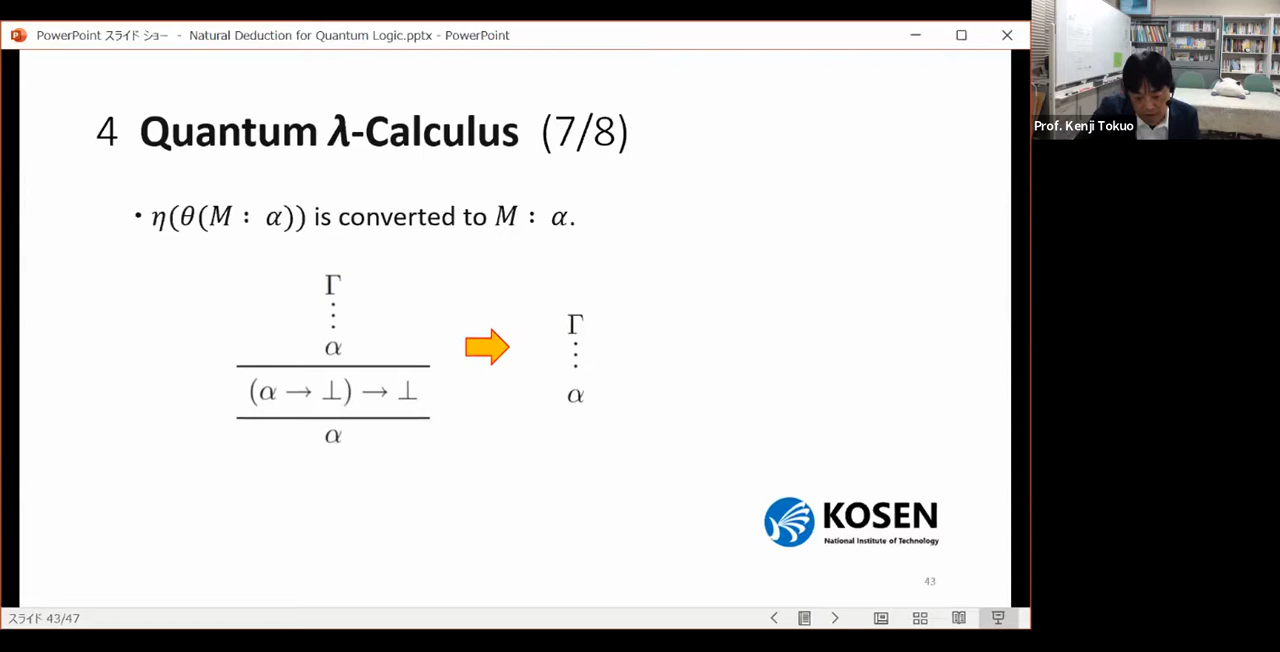 PowerPoint スライド ショー - Natural Deduction for Quantum Logic.pptx - PowerPoint
Prof. Kenji Tokuo
4 Quantum λ-Calculus (7/8)
• η(θ(M : α)) is converted to M : α.
Γ
⋮
α
(α → ⊥) → ⊥
α
Γ
⋮
α
KOSEN
National Institute of Technology
43
スライド 43/47